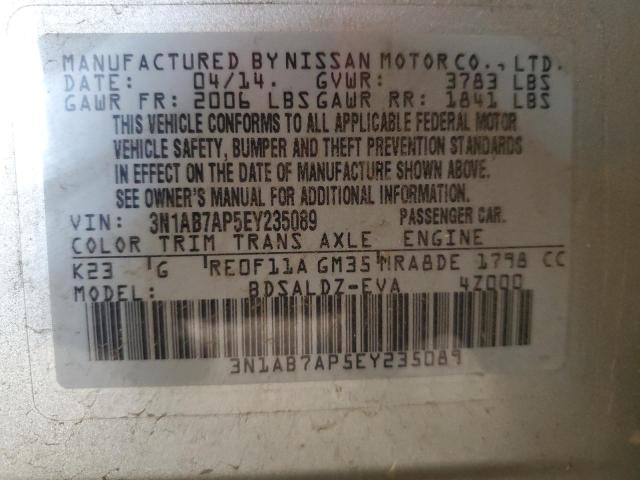 MANUFACTURED BY NISSAN MOTOR CO., LTD.
DATE: 04/14. GVWR: 3783 LBS
GAWR FR: 2006 LBS GAWR RR: 1841 LBS
THIS VEHICLE CONFORMS TO ALL APPLICABLE FEDERAL MOTOR
VEHICLE SAFETY, BUMPER AND THEFT PREVENTION STANDARDS
IN EFFECT ON THE DATE OF MANUFACTURE SHOWN ABOVE.
SEE OWNER'S MANUAL FOR ADDITIONAL INFORMATION.
VIN: 3N1AB7AP5EY235089 PASSENGER CAR.
COLOR TRIM TRANS AXLE ENGINE
K23 G RE0F11A GM35 MRA8DE 1798 CC
MODEL: BDSALDZ-EVA 4Z000
3N1AB7AP5EY235089